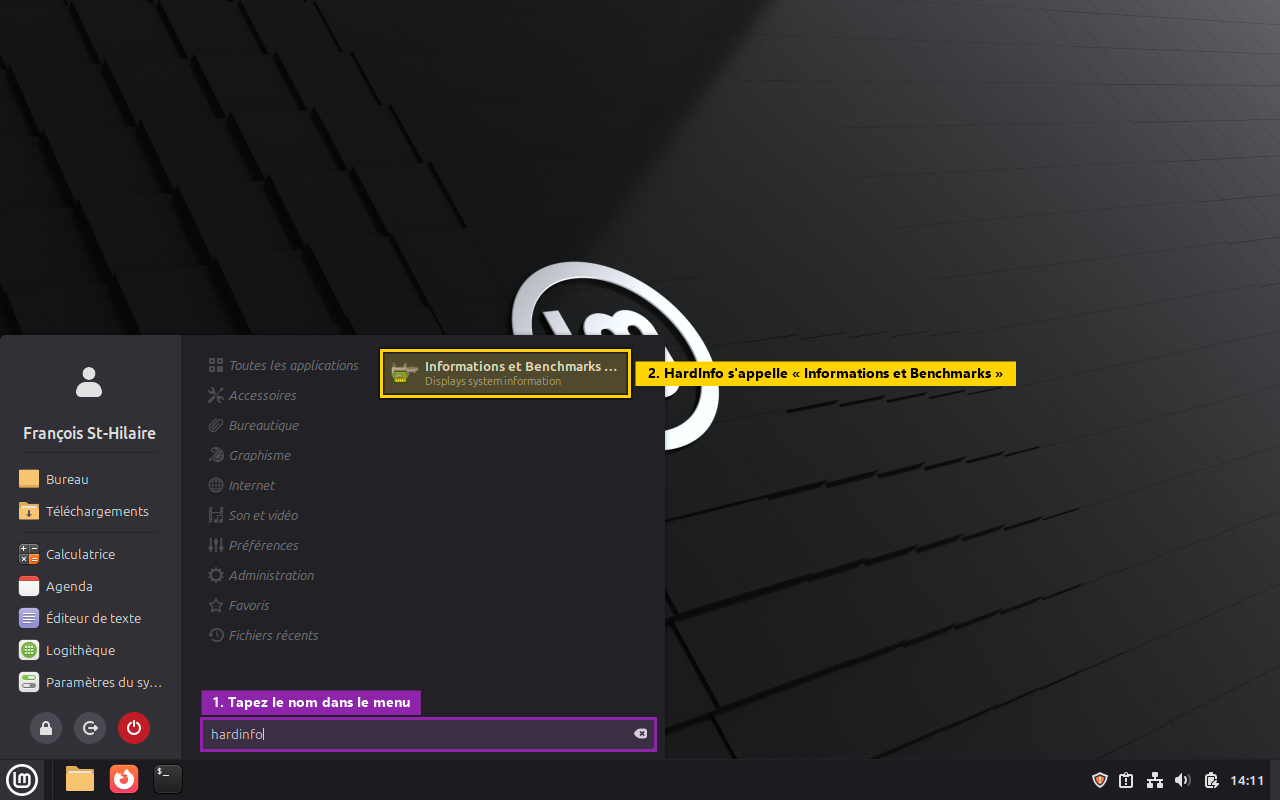 François St-Hilaire
Bureau
Téléchargements
Calculatrice
Agenda
Éditeur de texte
Logithèque
Paramètres du sy...
Toutes les applications
Accessoires
Bureautique
Graphisme
Internet
Son et vidéo
Préférences
Administration
Favoris
Fichiers récents
Informations et Benchmarks ...
Displays system information
2. HardInfo s'appelle « Informations et Benchmarks »
1. Tapez le nom dans le menu
hardinfo
14:11